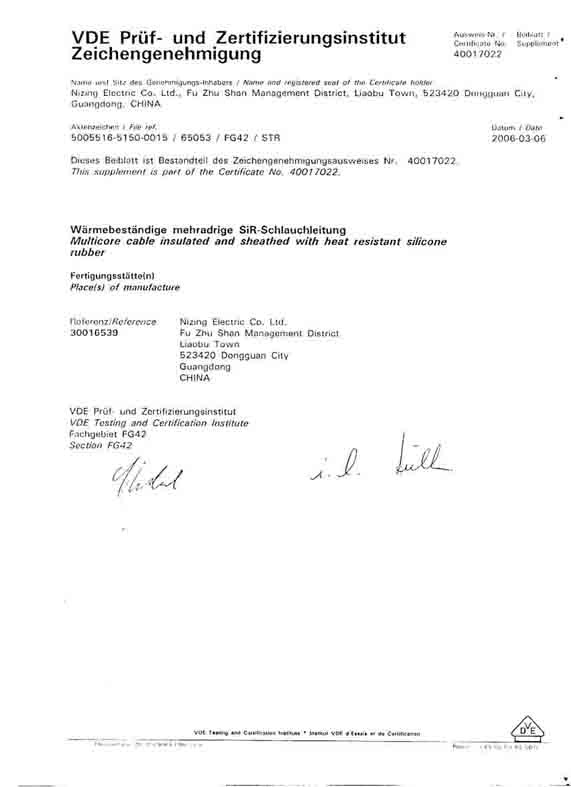 VDE Prüf- und Zertifizierungsinstitut
Zeichengenehmigung
Ausweis-Nr. / Beiblatt /
Certificate No. Supplement
40017022
Name und Sitz des Genehmigungs-Inhabers / Name and registered seat of the Certificate holder
Nizing Electric Co. Ltd., Fu Zhu Shan Management District, Liaobu Town, 523420 Dongguan City,
Guangdong, CHINA
Aktenzeichen / File ref.
Datum / Date
5005516-5150-0015 / 65053 / FG42 / STR
2006-03-06
Dieses Beiblatt ist Bestandteil des Zeichengenehmigungsausweises Nr. 40017022.
This supplement is part of the Certificate No. 40017022.
Wärmebeständige mehradrige SiR-Schlauchleitung
Multicore cable insulated and sheathed with heat resistant silicone
rubber
Fertigungsstätte(n)
Place(s) of manufacture
Referenz/Reference
30016539
Nizing Electric Co. Ltd.
Fu Zhu Shan Management District
Liaobu Town
523420 Dongguan City
Guangdong
CHINA
VDE Prüf- und Zertifizierungsinstitut
VDE Testing and Certification Institute
Fachgebiet FG42
Section FG42
VDE Testing and Certification Institute * Institut VDE d'Essais et de Certification
VDE